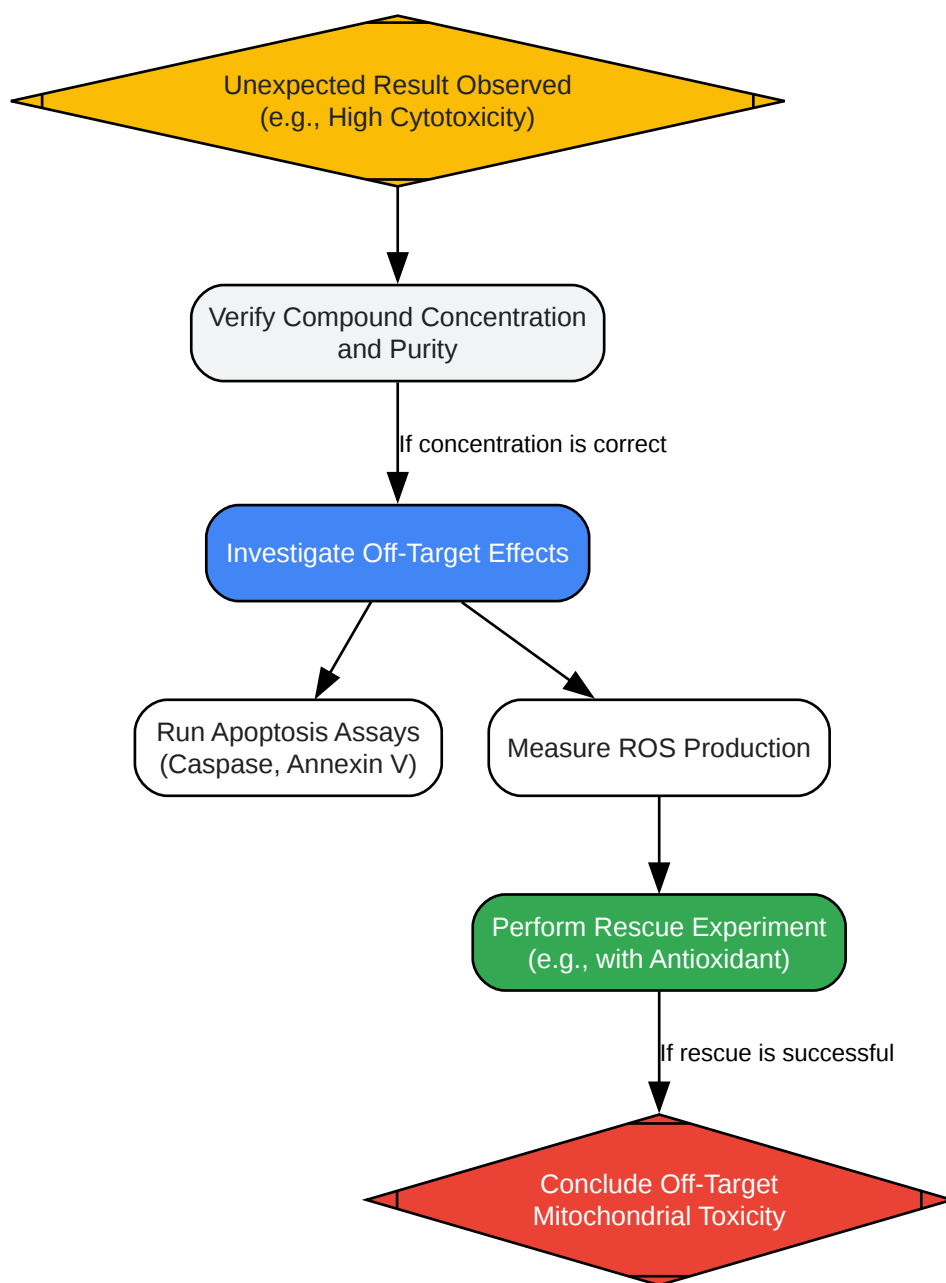 Unexpected Result Observed
(e.g., High Cytotoxicity)
Verify Compound Concentration
and Purity
If concentration is correct
Investigate Off-Target Effects
Run Apoptosis Assays
(Caspase, Annexin V)
Measure ROS Production
Perform Rescue Experiment
(e.g., with Antioxidant)
If rescue is successful
Conclude Off-Target
Mitochondrial Toxicity